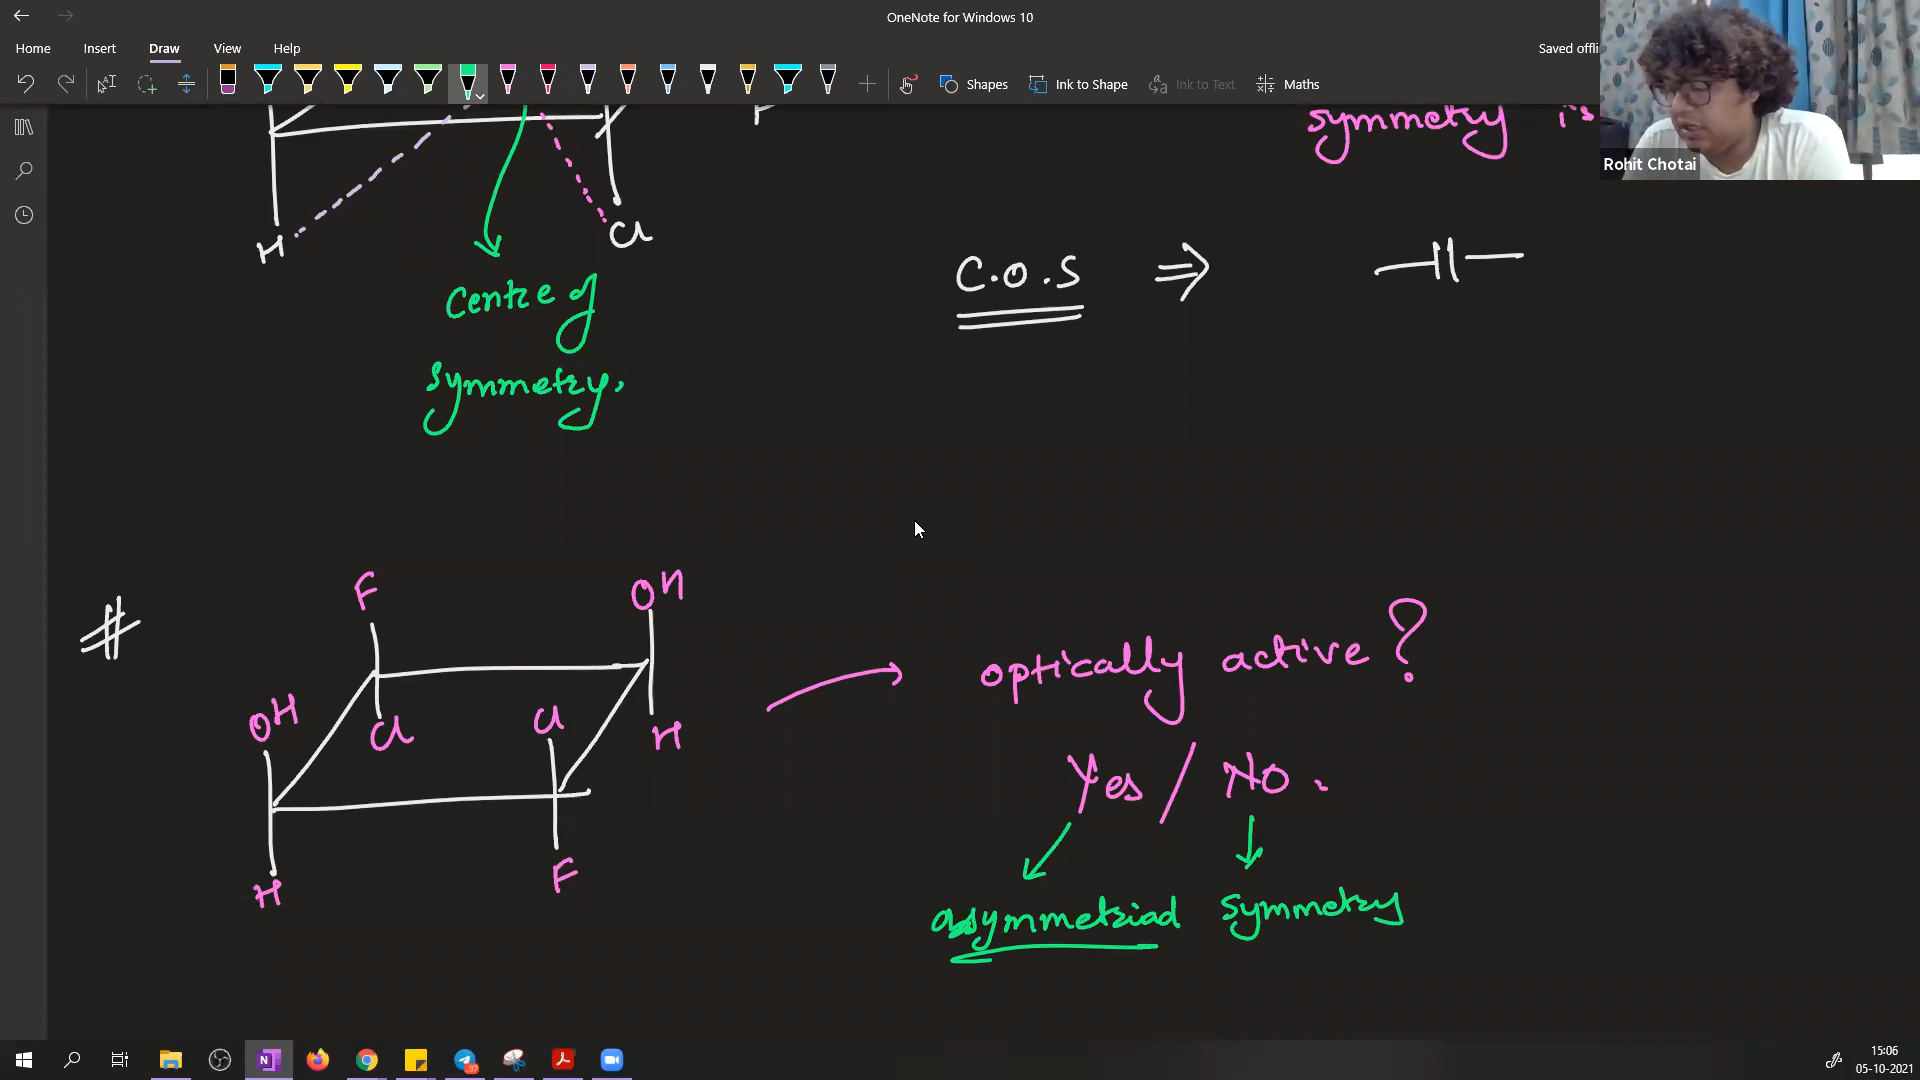 OneNote for Windows 10
Home Insert Draw View Help
Saved offli
Shapes Ink to Shape Ink to Text Maths
Rohit Chotai
symmetry is
F
H
Cl
Centre of
symmetry.
C.O.S ⇒
#
F
OH
OH
Cl
Cl
H
H
F
optically active?
Yes / No.
asymmetrical symmetry
15:06
05-10-2021